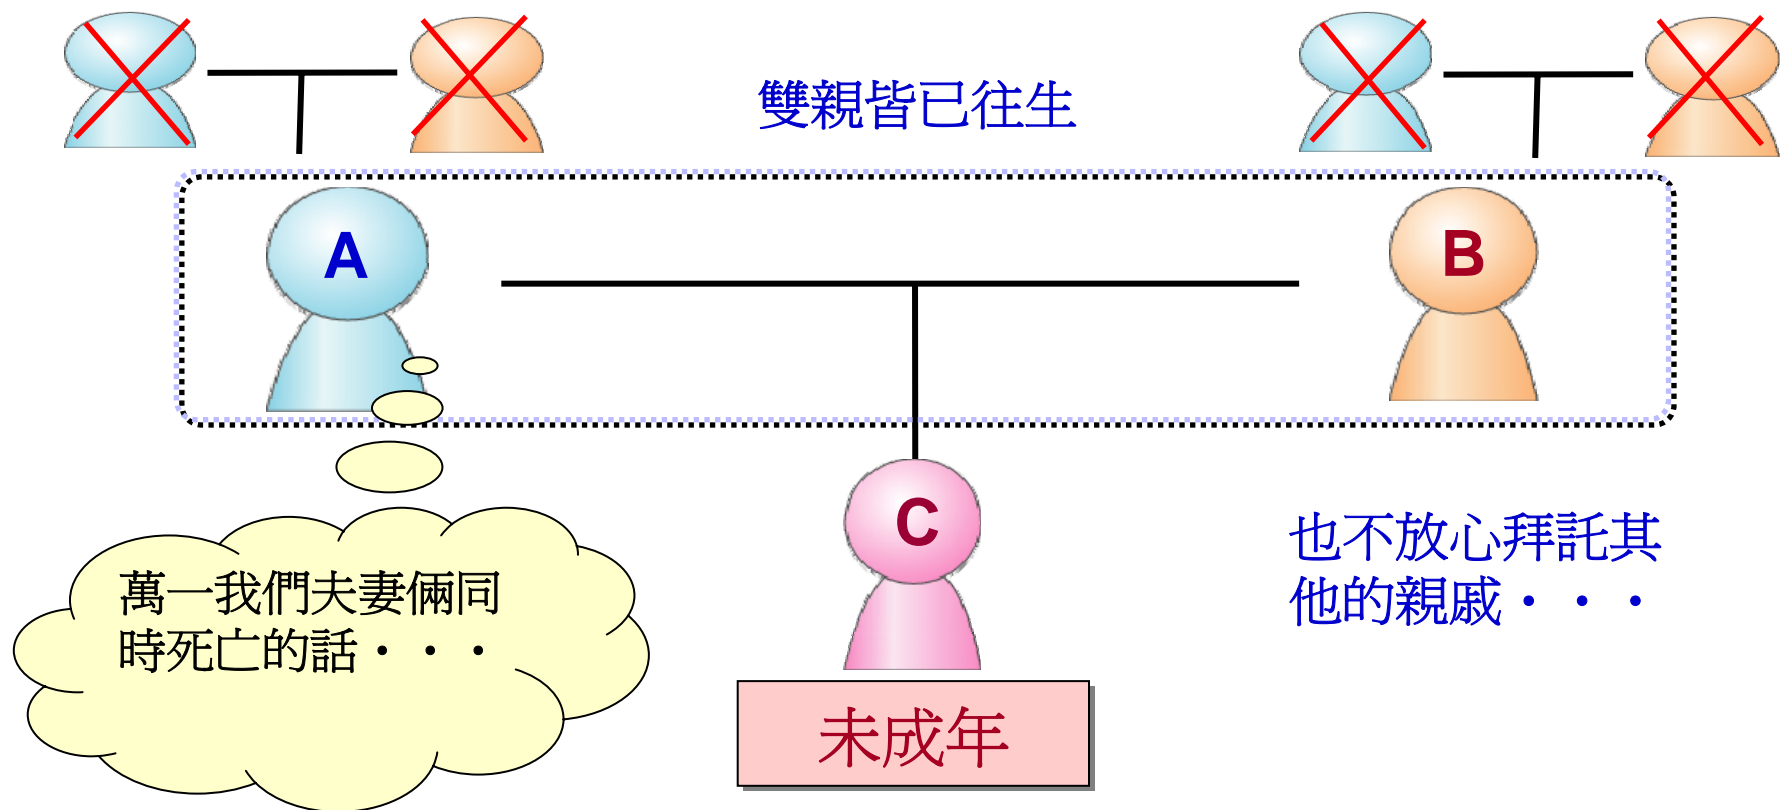 雙親皆已往生
A
B
C
萬一我們夫妻倆同
時死亡的話・・・
也不放心拜託其
他的親戚・・・
未成年